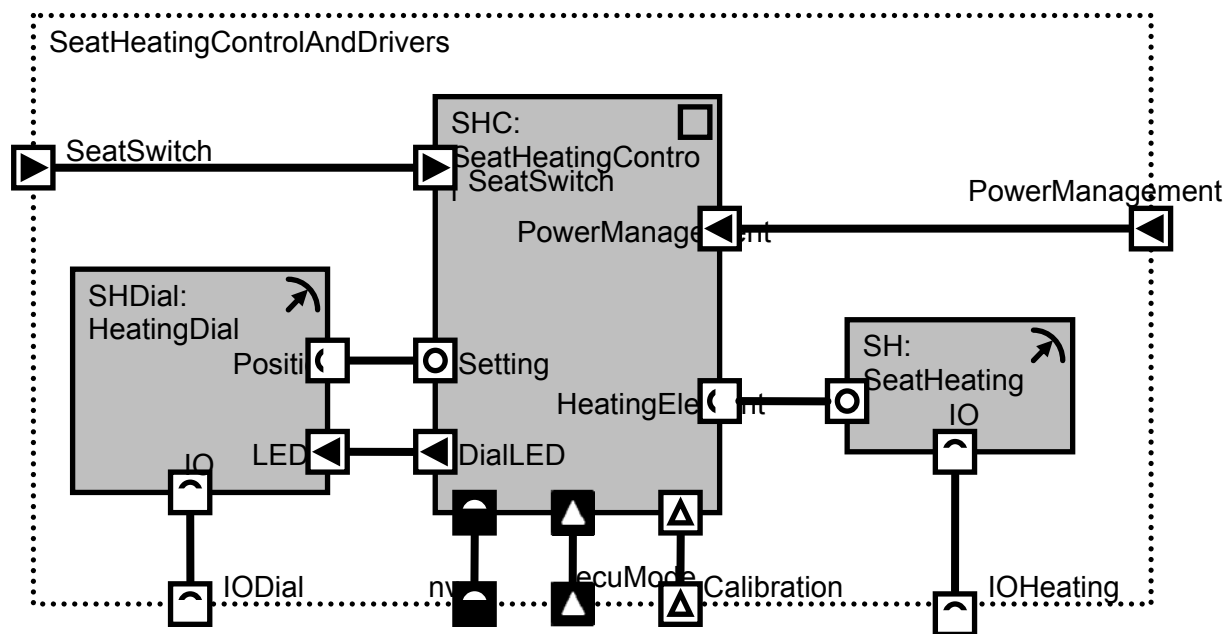 SeatHeatingControlAndDrivers
SHC:
SeatHeatingContro
l
SeatSwitch
SeatSwitch
PowerManagement
PowerManagement
SHDial:
HeatingDial
SH:
SeatHeating
Positi
Setting
HeatingElement
IO
LED
DialLED
IO
IODial
nv
ecuMode
Calibration
IOHeating